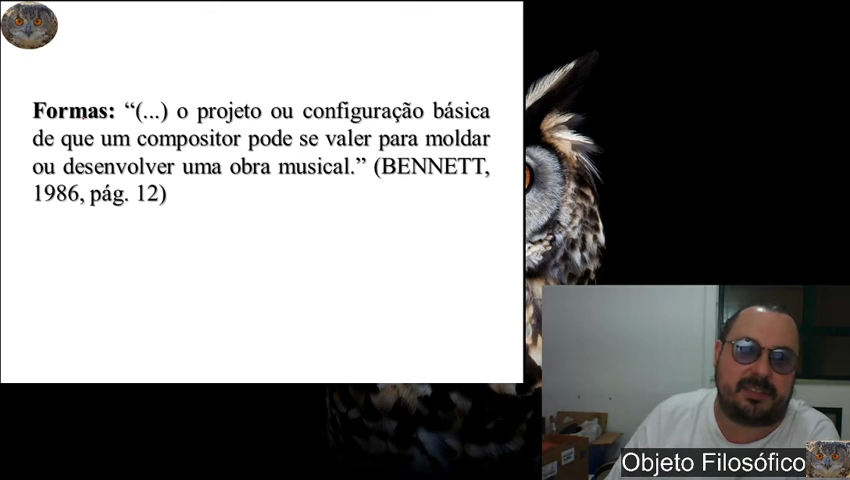 Formas: “(...) o projeto ou configuração básica
de que um compositor pode se valer para moldar
ou desenvolver uma obra musical.” (BENNETT,
1986, pág. 12)
Objeto Filosófico